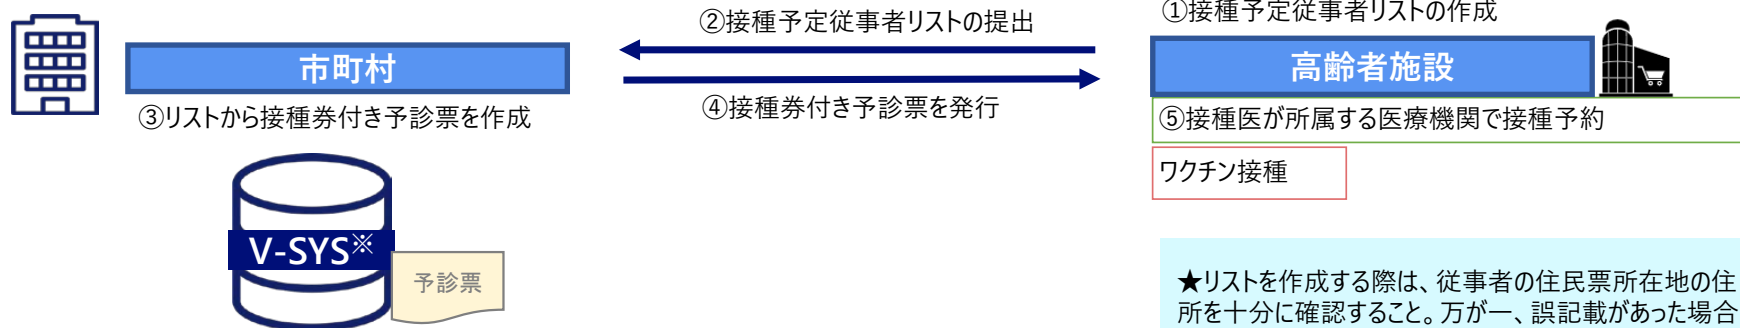 ②接種予定従事者リストの提出
①接種予定従事者リストの作成
市町村
高齢者施設
③リストから接種券付き予診票を作成
④接種券付き予診票を発行
⑤接種医が所属する医療機関で接種予約
ワクチン接種
V-SYS※
予診票
★リストを作成する際は、従事者の住民票所在地の住
所を十分に確認すること。万が一、誤記載があった場合